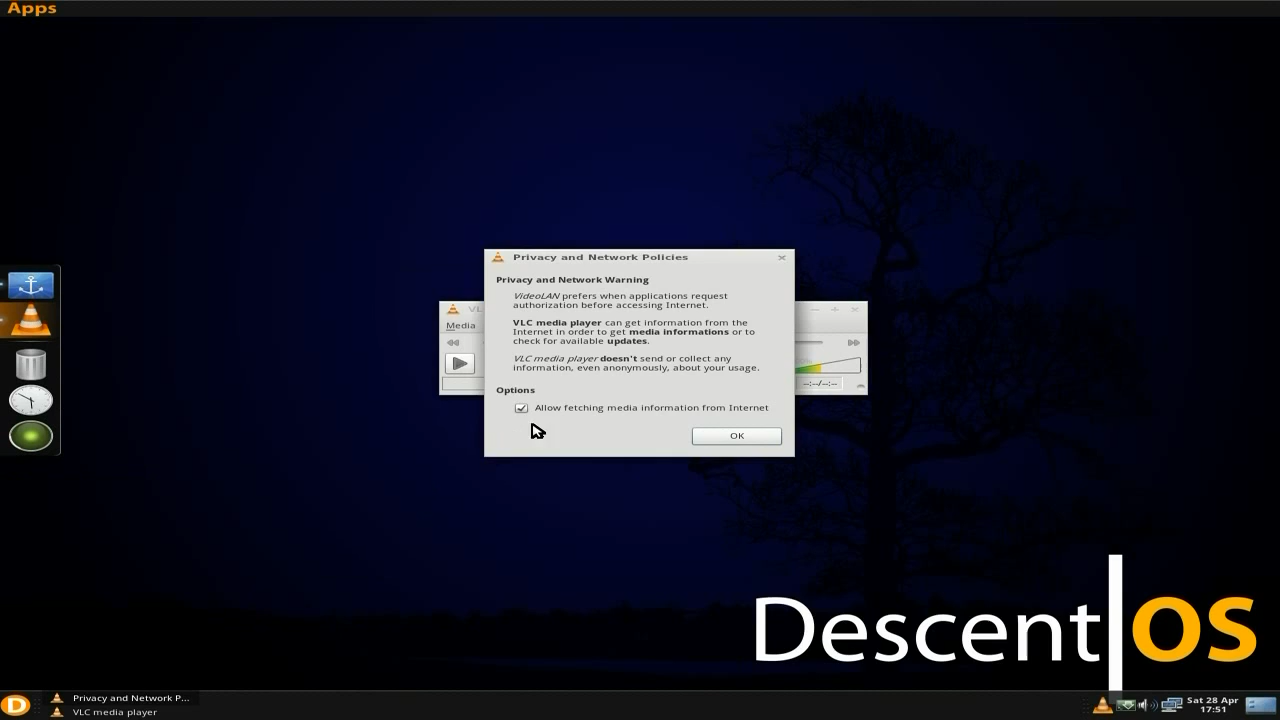 Apps
Privacy and Network Policies
Privacy and Network Warning
VideoLAN prefers when applications request
authorization before accessing Internet.
VLC media player can get information from the
Internet in order to get media informations or to
check for available updates.
VLC media player doesn't send or collect any
information, even anonymously, about your usage.
Options
Allow fetching media information from Internet
OK
VL
Media
--:--/--:--
Descent|OS
D
Privacy and Network P...
VLC media player
Sat 28 Apr
17:51